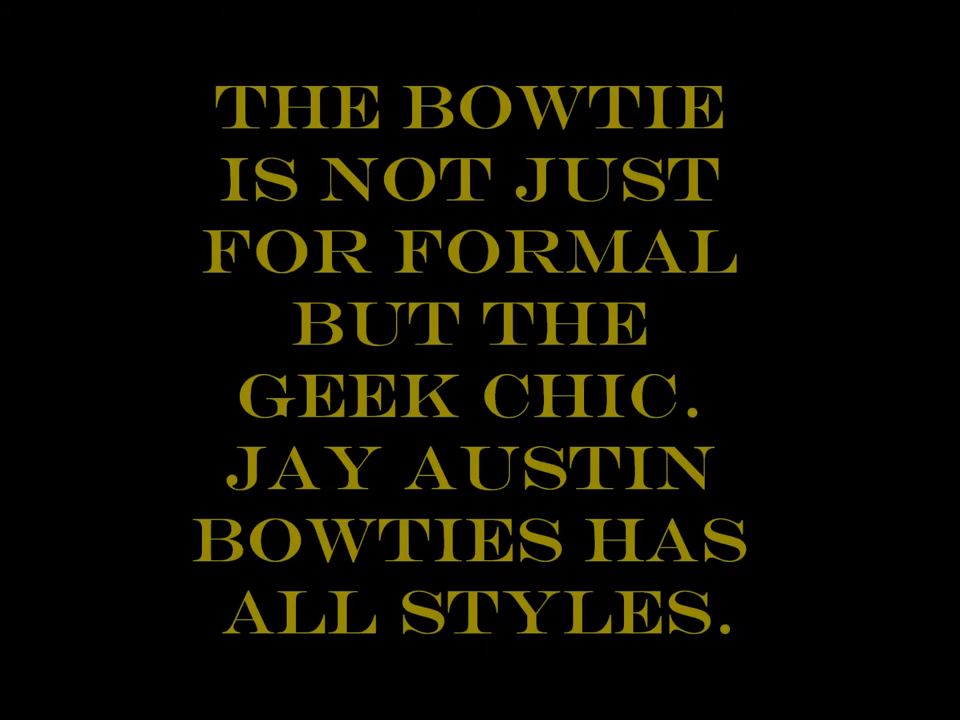 THE BOWTIE
IS NOT JUST
FOR FORMAL
BUT THE
GEEK CHIC.
JAY AUSTIN
BOWTIES HAS
ALL STYLES.